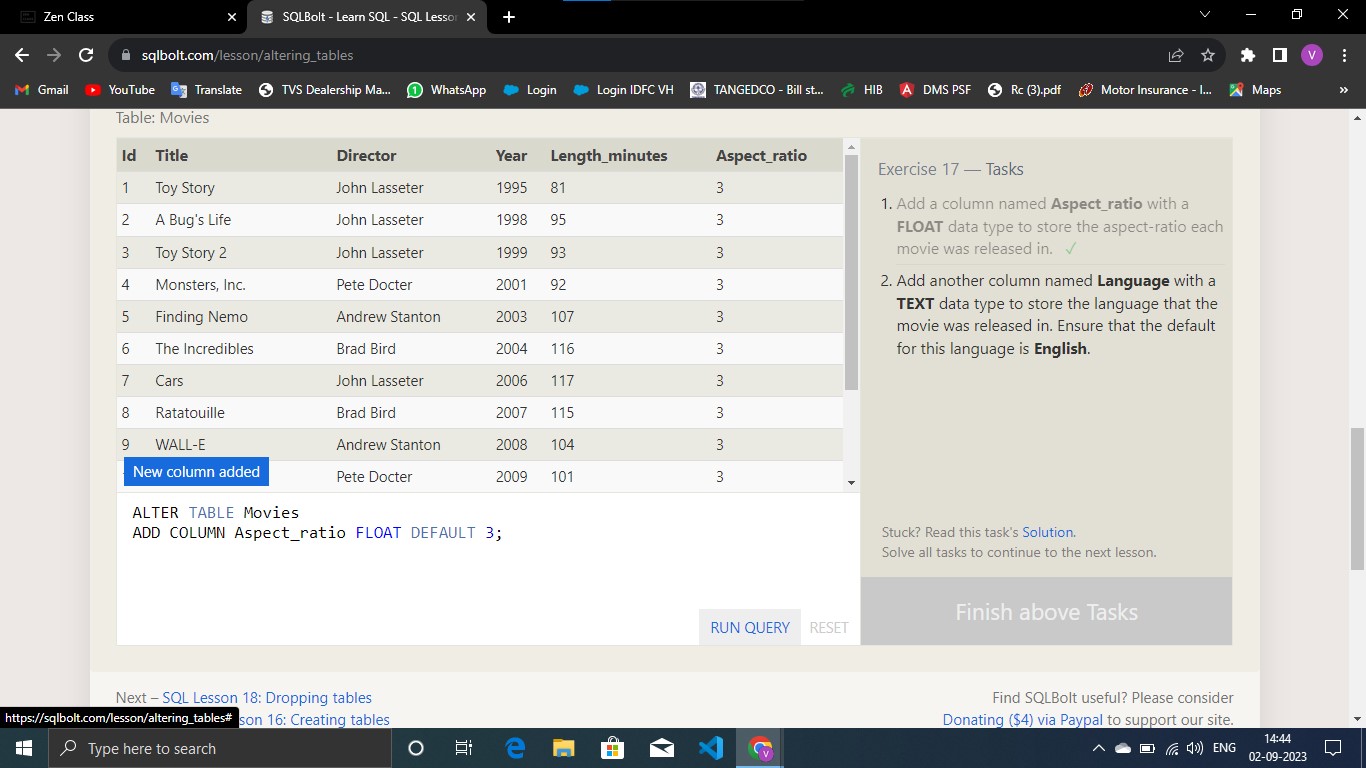 Zen Class
SQLBolt - Learn SQL - SQL Lesson
sqlbolt.com/lesson/altering_tables
V
Gmail YouTube Translate TVS Dealership Ma... WhatsApp Login Login IDFC VH TANGEDCO - Bill st... HIB DMS PSF Rc (3).pdf Motor Insurance - I... Maps »
Table: Movies
Id Title Director Year Length_minutes Aspect_ratio
1 Toy Story John Lasseter 1995 81 3
2 A Bug's Life John Lasseter 1998 95 3
3 Toy Story 2 John Lasseter 1999 93 3
4 Monsters, Inc. Pete Docter 2001 92 3
5 Finding Nemo Andrew Stanton 2003 107 3
6 The Incredibles Brad Bird 2004 116 3
7 Cars John Lasseter 2006 117 3
8 Ratatouille Brad Bird 2007 115 3
9 WALL-E Andrew Stanton 2008 104 3
Pete Docter 2009 101 3
New column added
ALTER TABLE Movies
ADD COLUMN Aspect_ratio FLOAT DEFAULT 3;
RUN QUERY RESET
Exercise 17 — Tasks
1. Add a column named Aspect_ratio with a
FLOAT data type to store the aspect-ratio each
movie was released in. ✓
2. Add another column named Language with a
TEXT data type to store the language that the
movie was released in. Ensure that the default
for this language is English.
Stuck? Read this task's Solution.
Solve all tasks to continue to the next lesson.
Finish above Tasks
Next – SQL Lesson 18: Dropping tables
son 16: Creating tables
Find SQLBolt useful? Please consider
Donating ($4) via Paypal to support our site.
https://sqlbolt.com/lesson/altering_tables#
Type here to search
V
ENG
14:44
02-09-2023